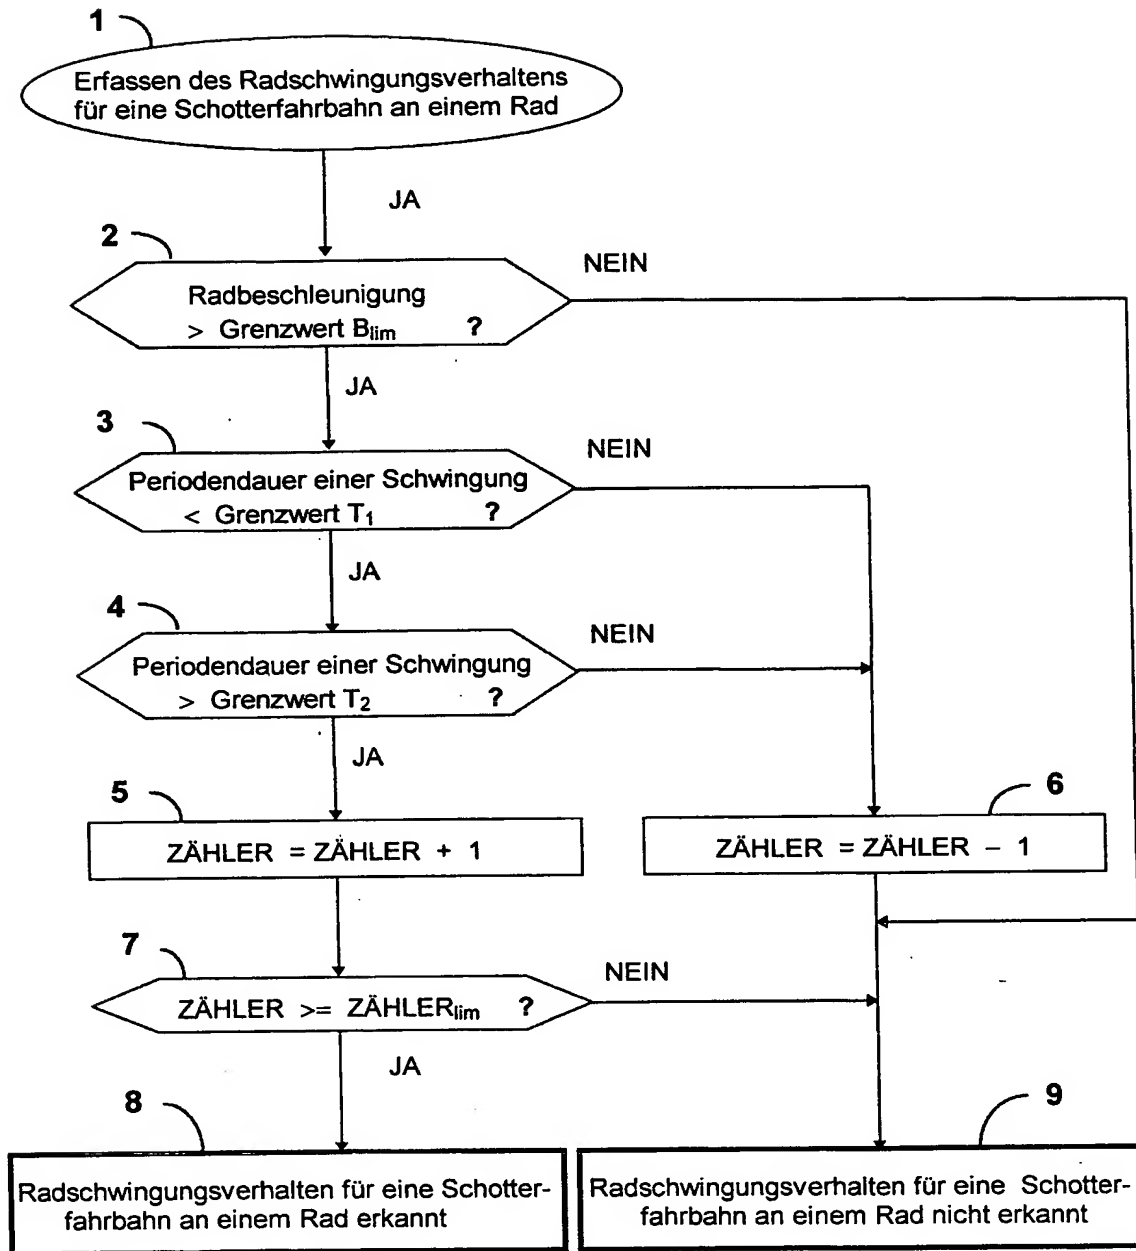 1
Erfassen des Radschwingungsverhaltens
für eine Schotterfahrbahn an einem Rad
JA
2
NEIN
Radbeschleunigung
> Grenzwert Blim ?
JA
3
NEIN
Periodendauer einer Schwingung
< Grenzwert T1 ?
JA
4
NEIN
Periodendauer einer Schwingung
> Grenzwert T2 ?
JA
5
6
ZÄHLER = ZÄHLER + 1
ZÄHLER = ZÄHLER – 1
7
NEIN
ZÄHLER >= ZÄHLERlim ?
JA
8
9
Radschwingungsverhalten für eine Schotter-
fahrbahn an einem Rad erkannt
Radschwingungsverhalten für eine Schotter-
fahrbahn an einem Rad nicht erkannt